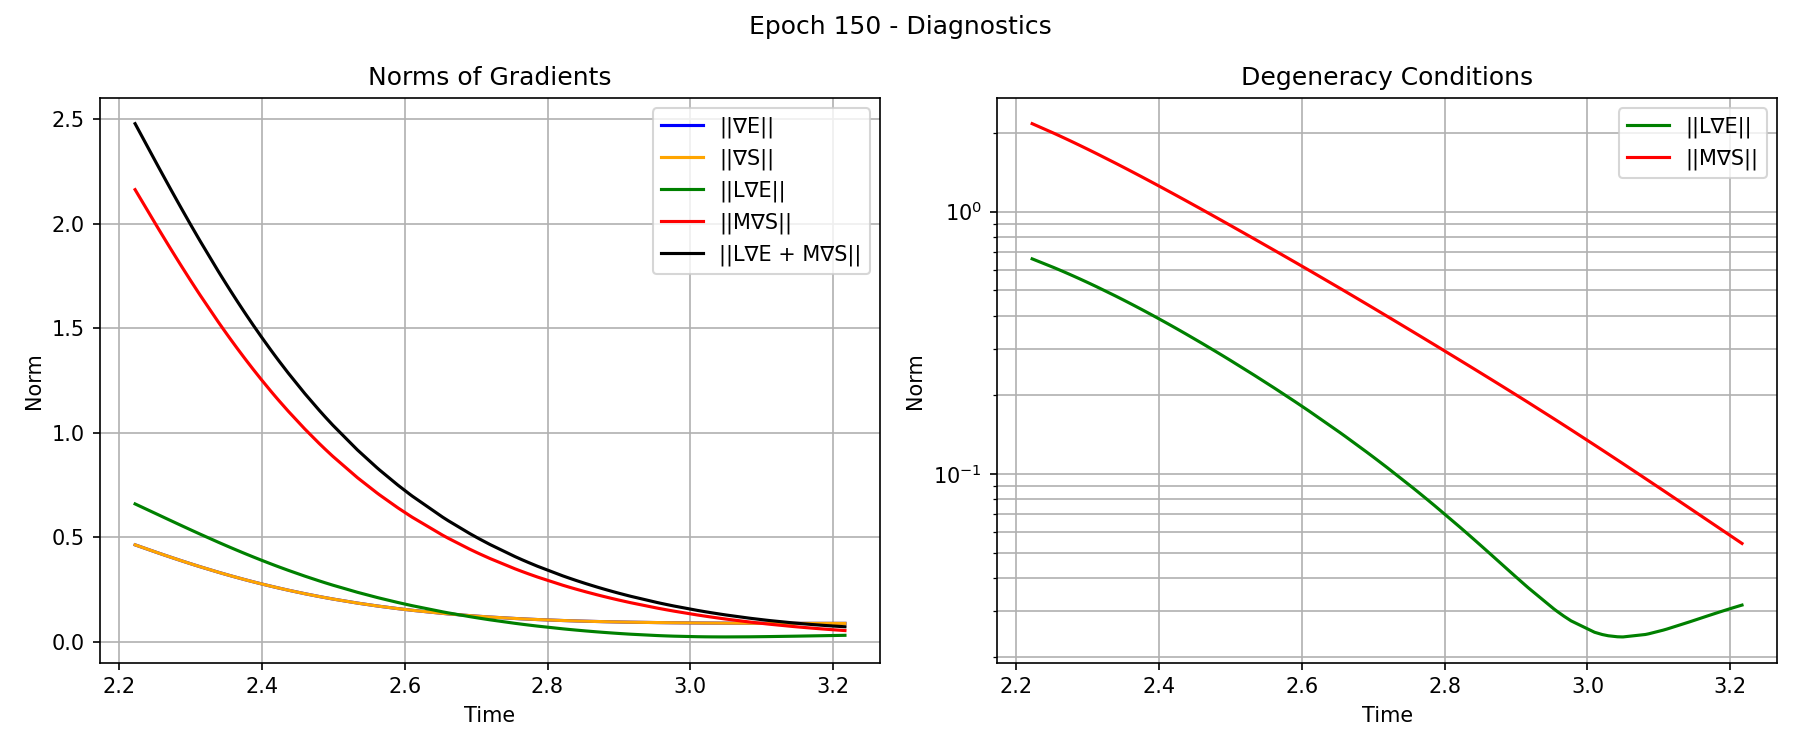 Epoch 150 - Diagnostics
Norms of Gradients
Norm
2.5
2.0
1.5
1.0
0.5
0.0
||∇E||
||∇S||
||L∇E||
||M∇S||
||L∇E + M∇S||
2.2 2.4 2.6 2.8 3.0 3.2
Time
Degeneracy Conditions
Norm
10⁰
10⁻¹
||L∇E||
||M∇S||
2.2 2.4 2.6 2.8 3.0 3.2
Time